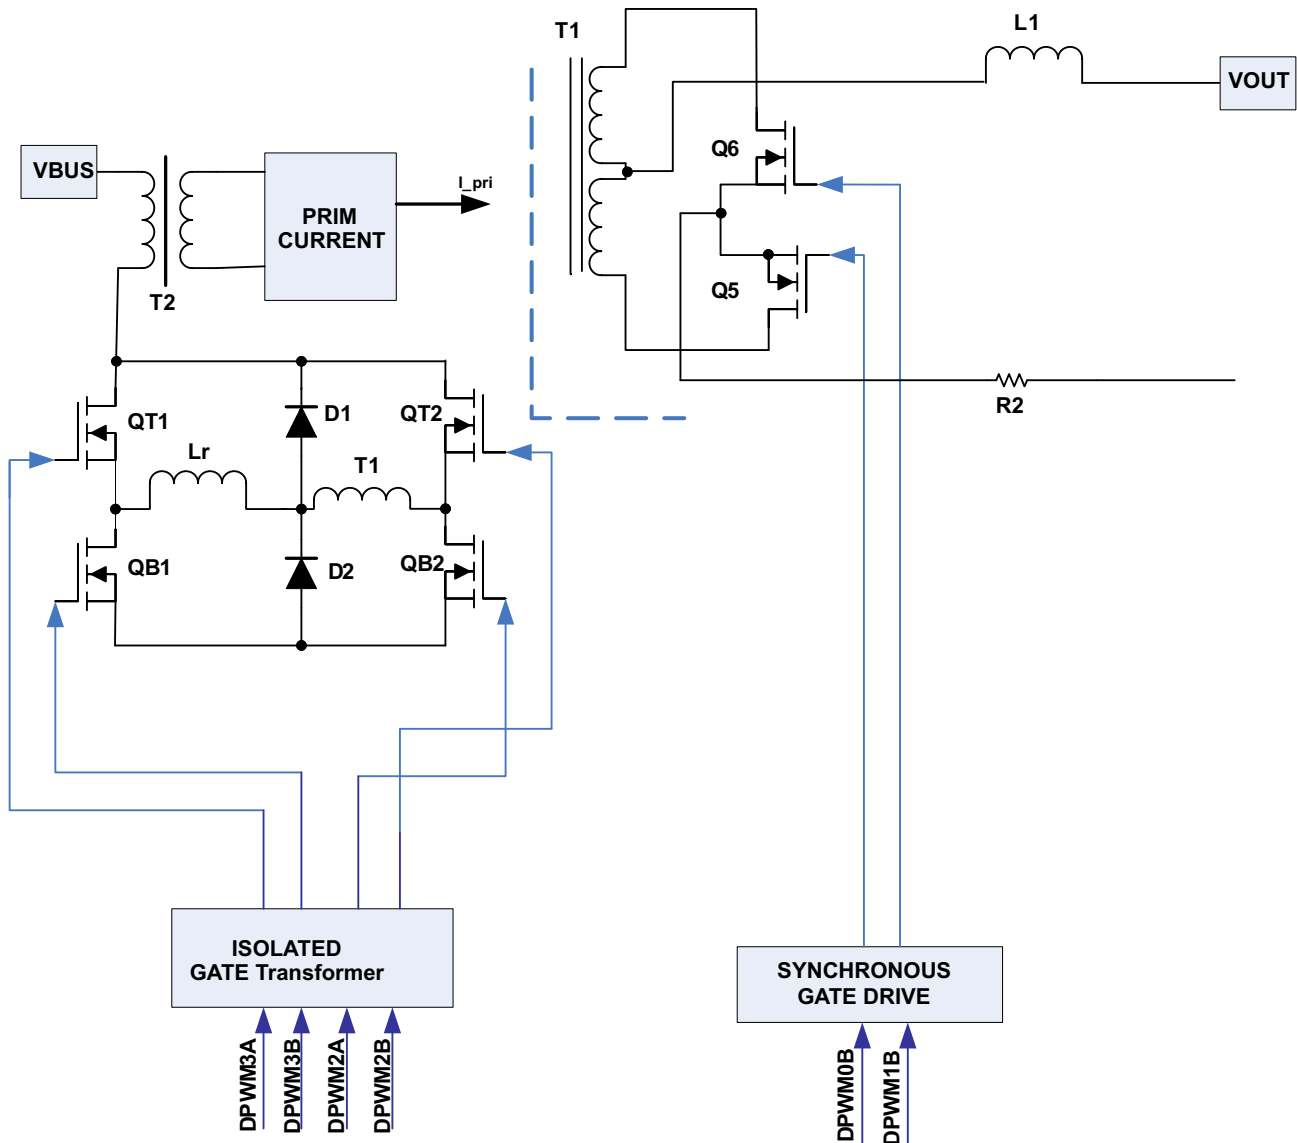 T1
L1
VOUT
VBUS
PRIM
CURRENT
I_pri
T2
Q6
Q5
R2
QT1
D1
QT2
Lr
T1
QB1
D2
QB2
ISOLATED
GATE Transformer
SYNCHRONOUS
GATE DRIVE
DPWM3A
DPWM3B
DPWM2A
DPWM2B
DPWM0B
DPWM1B